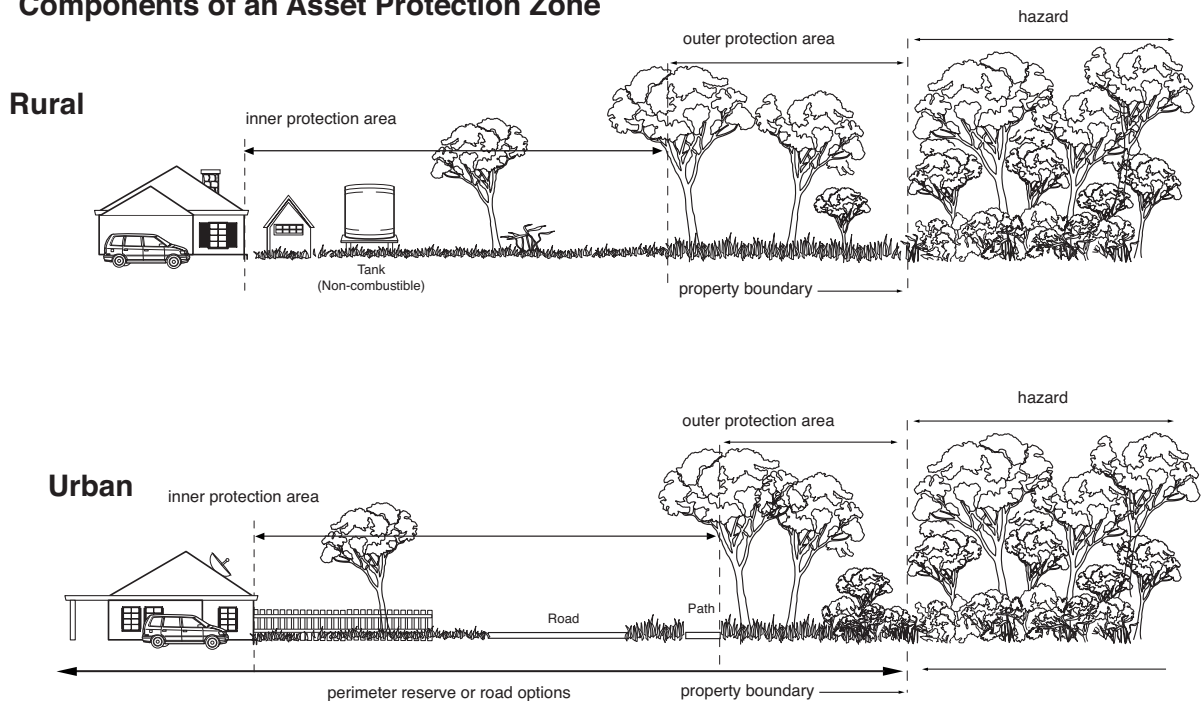 Components of an Asset Protection Zone
hazard
outer protection area
Rural
inner protection area
Tank
(Non-combustible)
property boundary
hazard
outer protection area
Urban
inner protection area
Path
Road
perimeter reserve or road options
property boundary